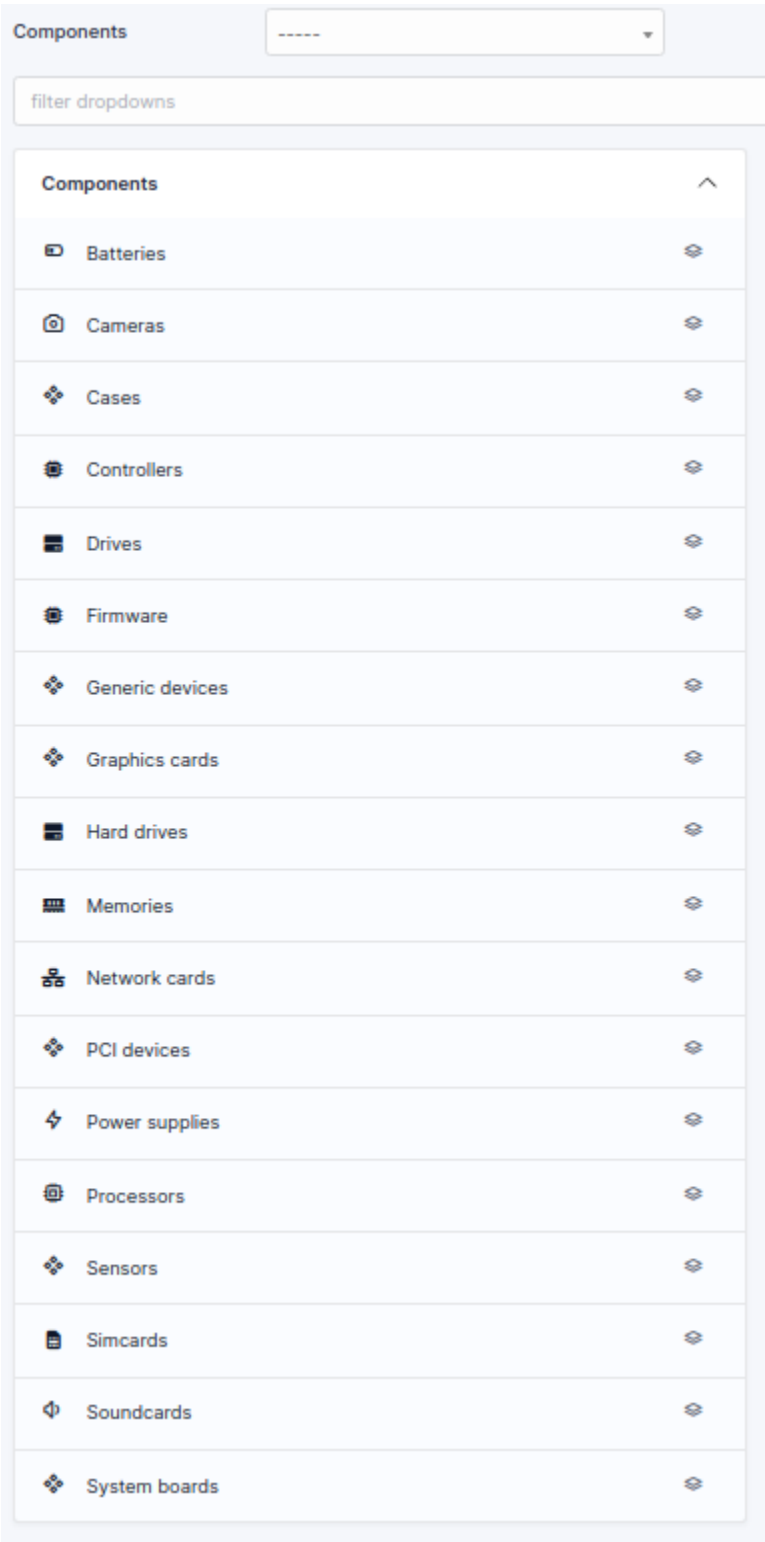 Components
-----
filter dropdowns
Components
Batteries
Cameras
Cases
Controllers
Drives
Firmware
Generic devices
Graphics cards
Hard drives
Memories
Network cards
PCI devices
Power supplies
Processors
Sensors
Simcards
Soundcards
System boards